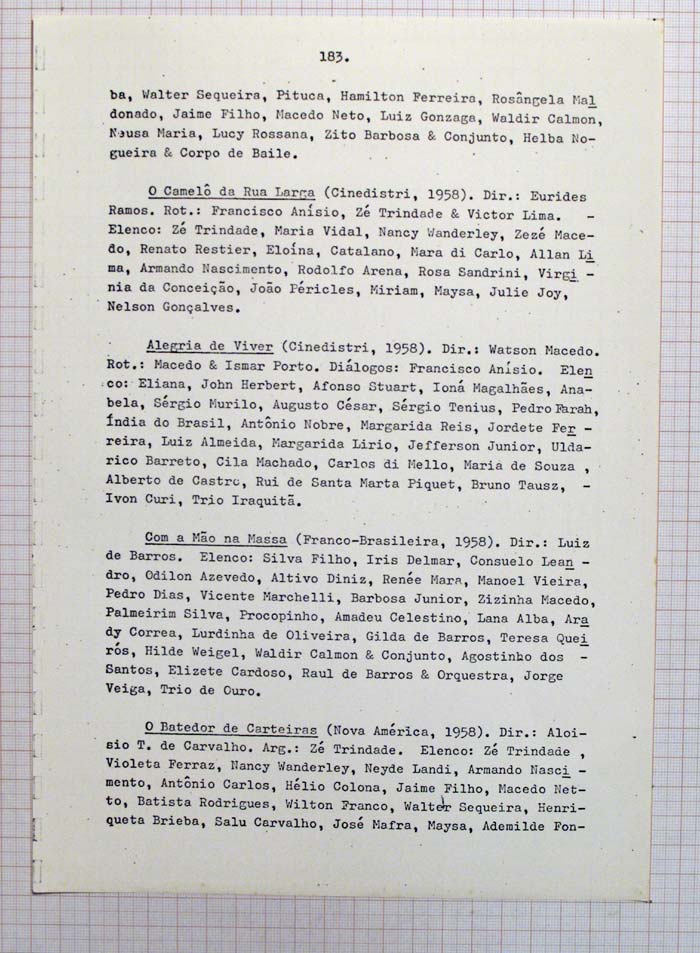 183.
ba, Walter Sequeira, Pituca, Hamilton Ferreira, Rosângela Mal
donado, Jaime Filho, Macedo Neto, Luiz Gonzaga, Waldir Calmon,
Neusa Maria, Lucy Rossana, Zito Barbosa & Conjunto, Helba No-
gueira & Corpo de Baile.
O Camelô da Rua Larga (Cinedistri, 1958). Dir.: Eurides
Ramos. Rot.: Francisco Anísio, Zé Trindade & Victor Lima. -
Elenco: Zé Trindade, Maria Vidal, Nancy Wanderley, Zezé Mace-
do, Renato Restier, Eloína, Catalano, Mara di Carlo, Allan Li
ma, Armando Nascimento, Rodolfo Arena, Rosa Sandrini, Virgi -
nia da Conceição, João Péricles, Miriam, Maysa, Julie Joy,
Nelson Gonçalves.
Alegria de Viver (Cinedistri, 1958). Dir.: Watson Macedo.
Rot.: Macedo & Ismar Porto. Diálogos: Francisco Anísio. Elen
co: Eliana, John Herbert, Afonso Stuart, Ioná Magalhães, Ana-
bela, Sérgio Murilo, Augusto César, Sérgio Tenius, Pedro Farah,
Índia do Brasil, Antônio Nobre, Margarida Reis, Jordete Fer -
reira, Luiz Almeida, Margarida Lirio, Jefferson Junior, Ulda-
rico Barreto, Cila Machado, Carlos di Mello, Maria de Souza ,
Alberto de Castro, Rui de Santa Marta Piquet, Bruno Tausz, -
Ivon Curi, Trio Iraquitã.
Com a Mão na Massa (Franco-Brasileira, 1958). Dir.: Luiz
de Barros. Elenco: Silva Filho, Iris Delmar, Consuelo Lean -
dro, Odilon Azevedo, Altivo Diniz, Renée Mara, Manoel Vieira,
Pedro Dias, Vicente Marchelli, Barbosa Junior, Zizinha Macedo,
Palmeirim Silva, Procopinho, Amadeu Celestino, Lana Alba, Ara
dy Correa, Lurdinha de Oliveira, Gilda de Barros, Teresa Quei
rós, Hilde Weigel, Waldir Calmon & Conjunto, Agostinho dos -
Santos, Elizete Cardoso, Raul de Barros & Orquestra, Jorge
Veiga, Trio de Ouro.
O Batedor de Carteiras (Nova América, 1958). Dir.: Aloi-
sio T. de Carvalho. Arg.: Zé Trindade. Elenco: Zé Trindade ,
Violeta Ferraz, Nancy Wanderley, Neyde Landi, Armando Nasci -
mento, Antônio Carlos, Hélio Colona, Jaime Filho, Macedo Net-
to, Batista Rodrigues, Wilton Franco, Walter Sequeira, Henri-
queta Brieba, Salu Carvalho, José Mafra, Maysa, Ademilde Fon-